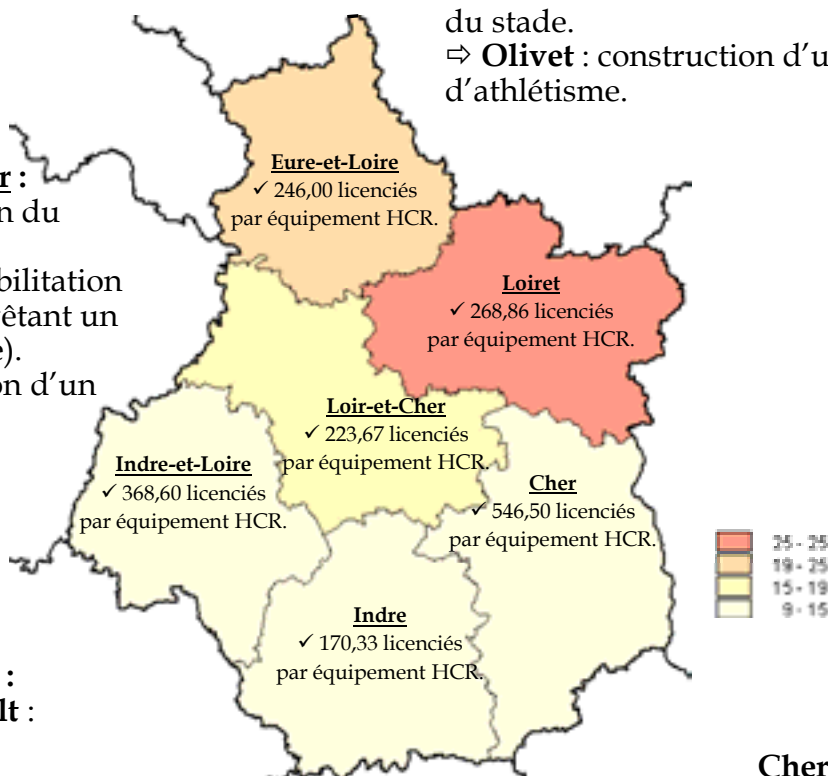 du stade.
⇨ Olivet : construction d’u
d’athlétisme.
r :
n du
bilitation
êtant un
e).
on d’un
Eure-et-Loire
✓ 246,00 licenciés
par équipement HCR.
Loiret
✓ 268,86 licenciés
par équipement HCR.
Loir-et-Cher
✓ 223,67 licenciés
par équipement HCR.
Indre-et-Loire
✓ 368,60 licenciés
par équipement HCR.
Cher
✓ 546,50 licenciés
par équipement HCR.
Indre
✓ 170,33 licenciés
par équipement HCR.
25 - 25
19 - 25
15 - 19
9 - 15
:
lt :
Cher